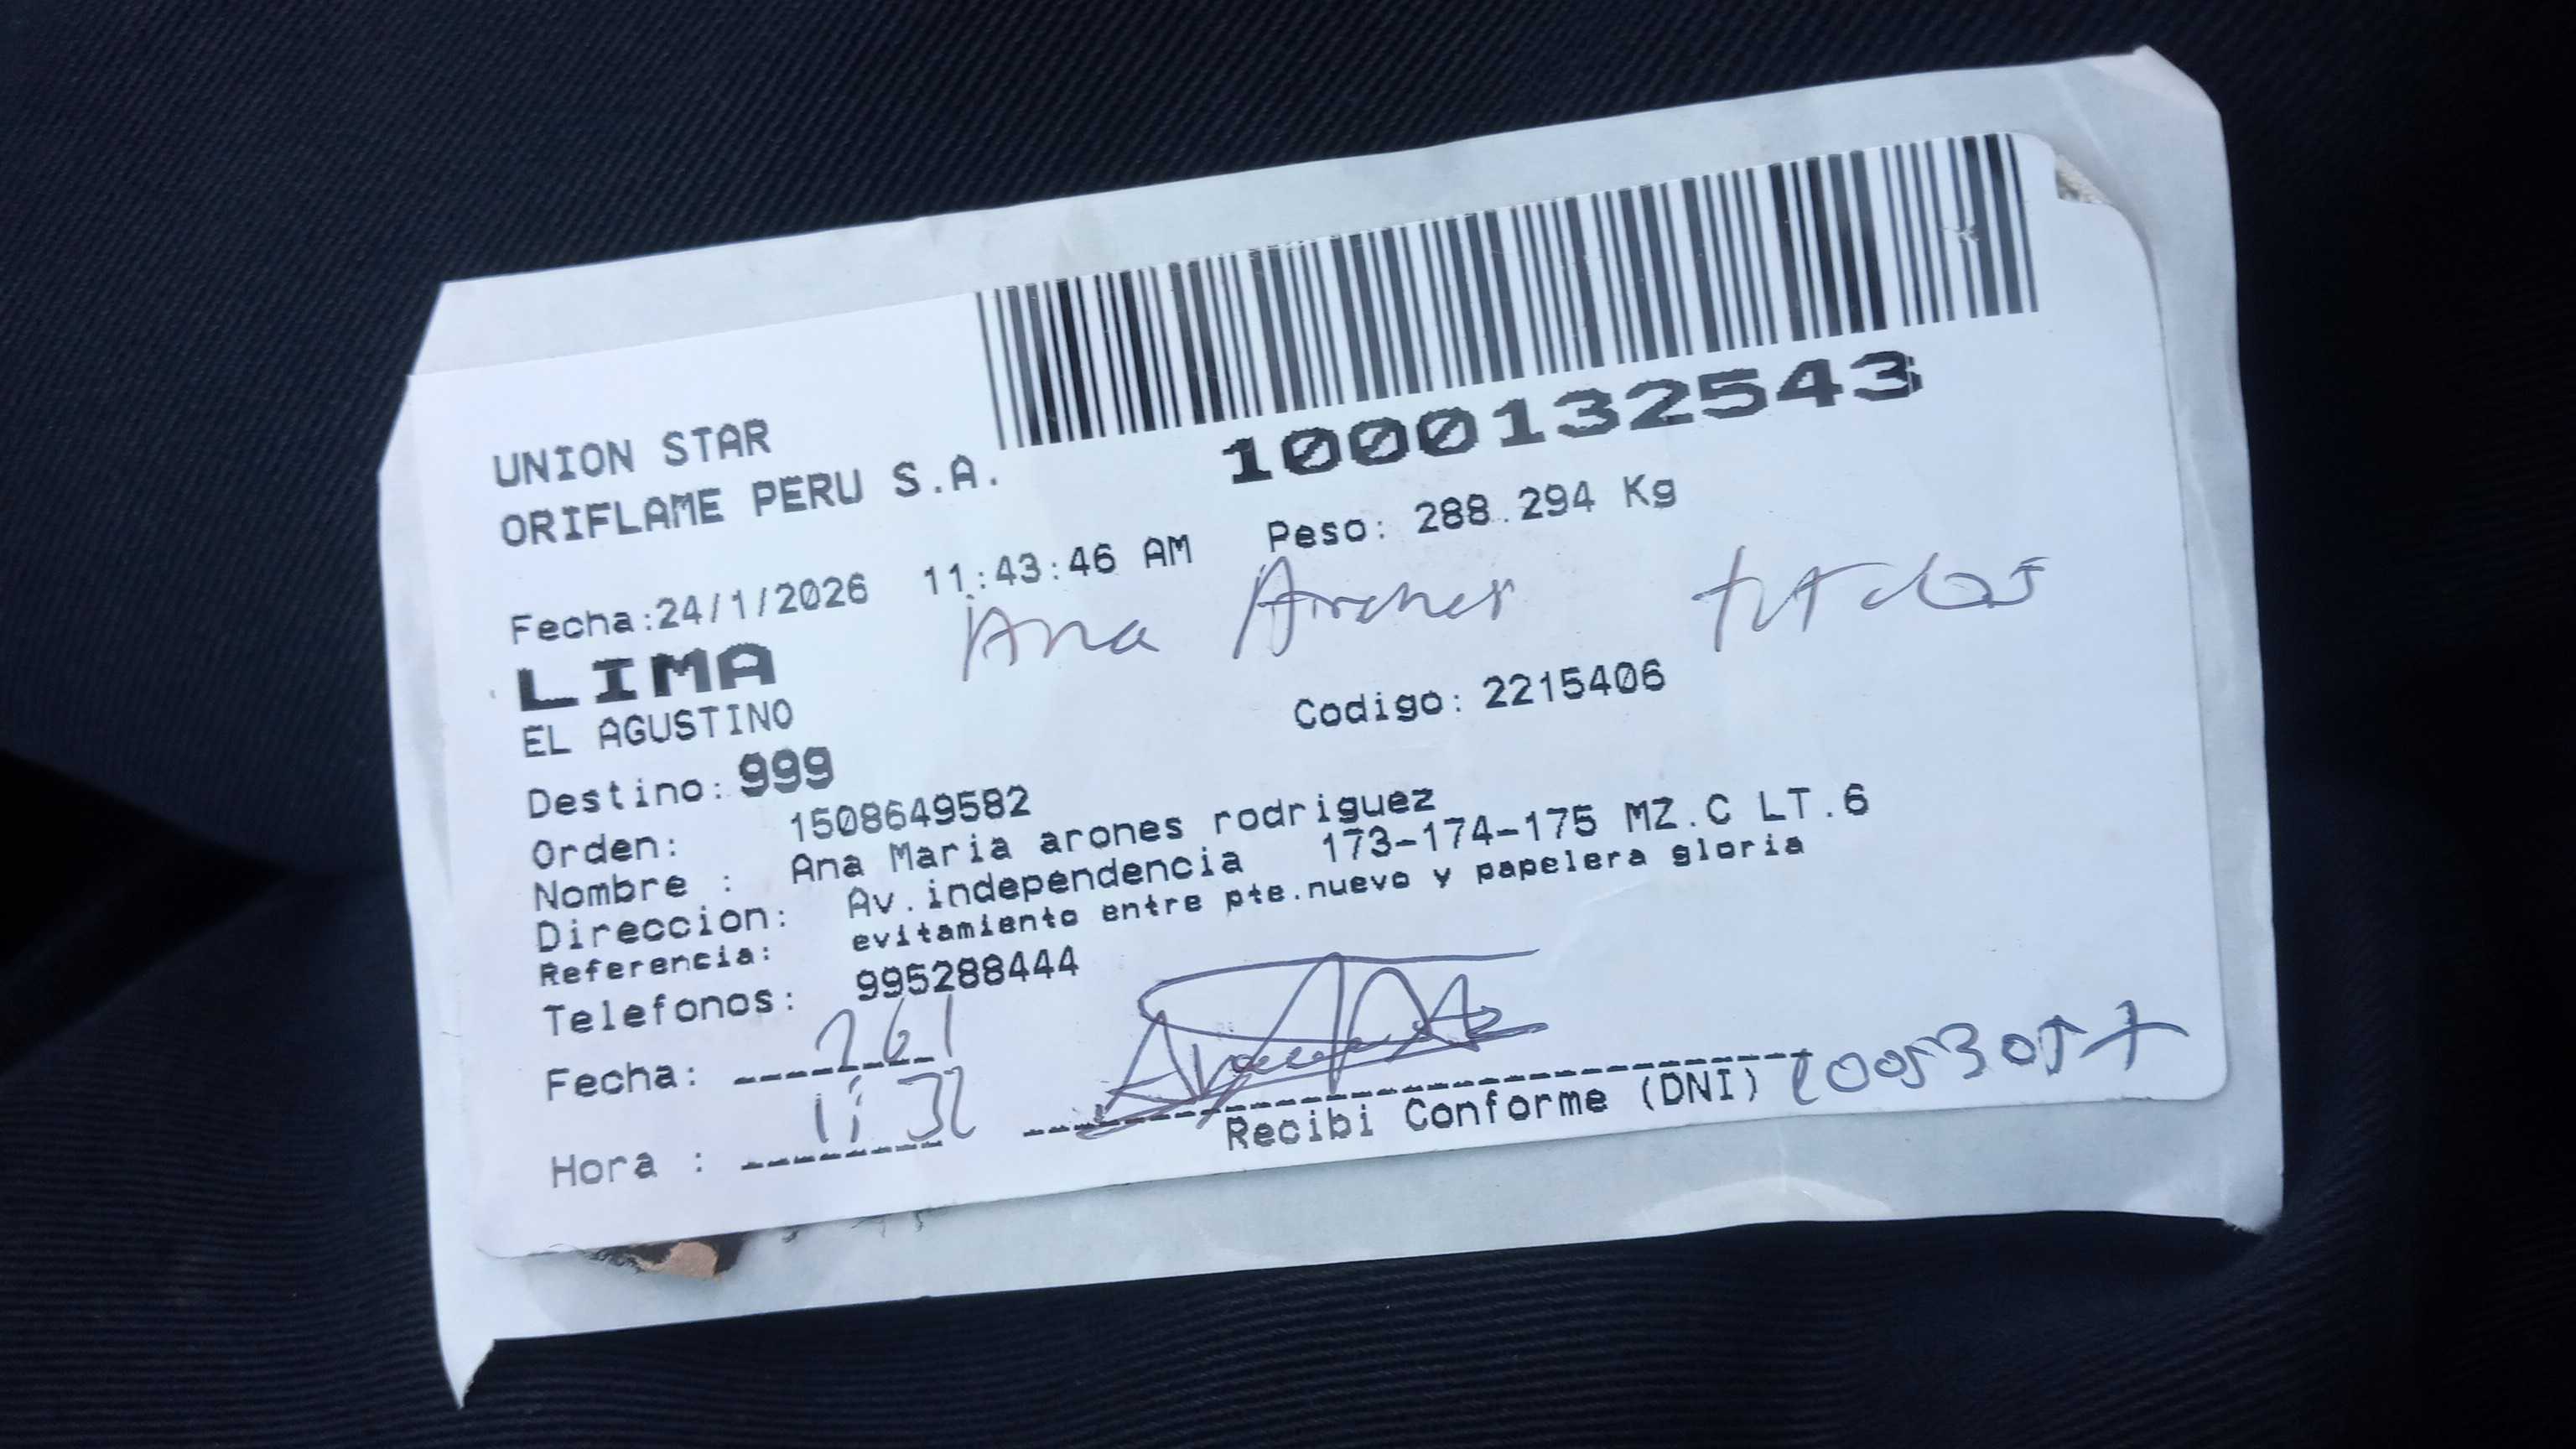 UNION STAR
ORIFLAME PERU S.A.
1000132543
Fecha:24/1/2026 11:43:46 AM Peso: 288.294 Kg
LIMA
Ana
EL AGUSTINO
Codigo: 2215406
Destino: 999
Orden: 1508649582
Nombre : Ana Maria arones rodriguez
Direccion: Av.independencia 173-174-175 MZ.C LT.6
Referencia: evitamiento entre pte.nuevo y papelera gloria
Telefonos: 995288444
Fecha:
Hora :
Recibi Conforme (DNI)